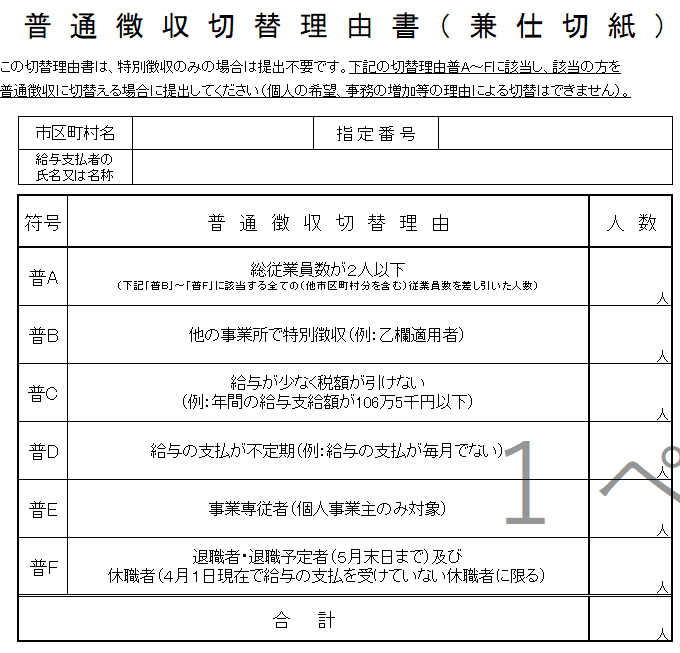 普通徴収切替理由書(兼仕切紙)
この切替理由書は、特別徴収のみの場合は提出不要です。下記の切替理由普A～Fに該当し、該当の方を
普通徴収に切替える場合に提出してください(個人の希望、事務の増加等の理由による切替はできません)。
市区町村名
指定番号
給与支払者の
氏名又は名称
符号
普通徴収切替理由
人数
普A
総従業員数が2人以下
(下記「普B」～「普F」に該当する全ての(他市区町村分を含む)従業員数を差し引いた人数)
人
普B
他の事業所で特別徴収(例:乙欄適用者)
人
普C
給与が少なく税額が引けない
(例:年間の給与支給額が106万5千円以下)
人
普D
給与の支払が不定期(例:給与の支払が毎月でない)
人
普E
事業専従者(個人事業主のみ対象)
人
普F
退職者・退職予定者(5月末日まで)及び
休職者(4月1日現在で給与の支払を受けていない休職者に限る)
人
合計
人
1 ペ